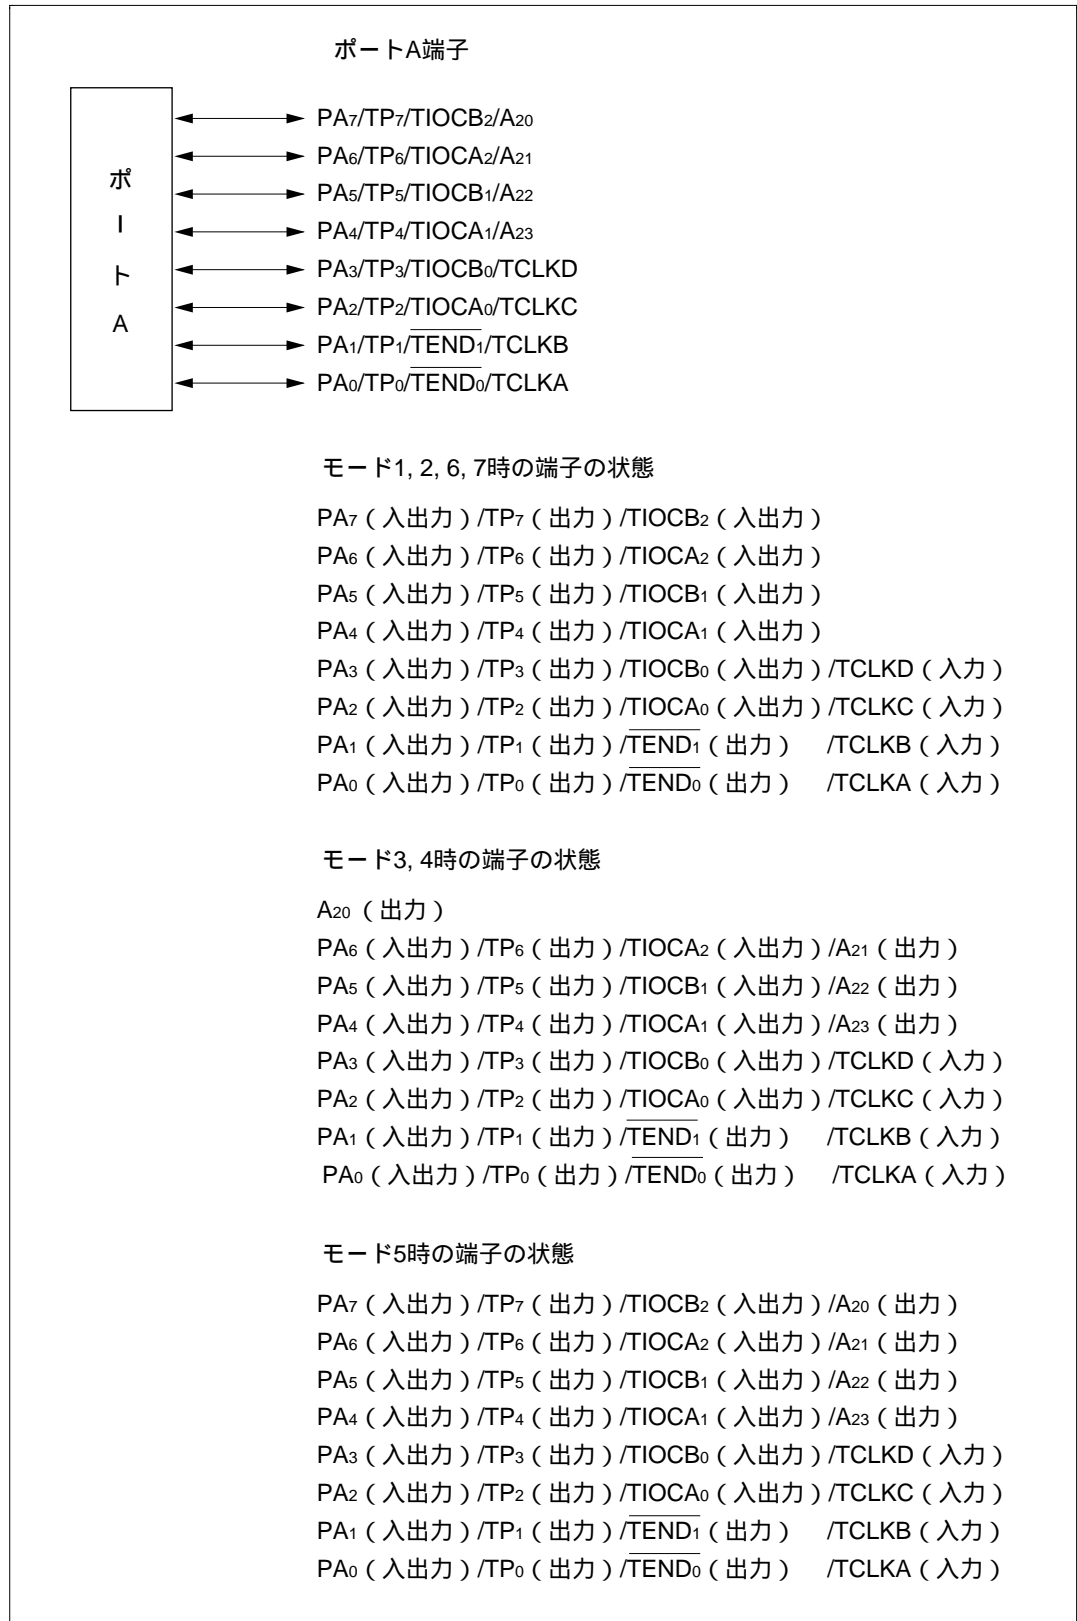 ポートA端子
ポートA
PA₇/TP₇/TIOCB₂/A₂₀
PA₆/TP₆/TIOCA₂/A₂₁
PA₅/TP₅/TIOCB₁/A₂₂
PA₄/TP₄/TIOCA₁/A₂₃
PA₃/TP₃/TIOCB₀/TCLKD
PA₂/TP₂/TIOCA₀/TCLKC
PA₁/TP₁/T̅E̅N̅D̅₁/TCLKB
PA₀/TP₀/T̅E̅N̅D̅₀/TCLKA
モード1, 2, 6, 7時の端子の状態
PA₇（入出力）/TP₇（出力）/TIOCB₂（入出力）
PA₆（入出力）/TP₆（出力）/TIOCA₂（入出力）
PA₅（入出力）/TP₅（出力）/TIOCB₁（入出力）
PA₄（入出力）/TP₄（出力）/TIOCA₁（入出力）
PA₃（入出力）/TP₃（出力）/TIOCB₀（入出力）/TCLKD（入力）
PA₂（入出力）/TP₂（出力）/TIOCA₀（入出力）/TCLKC（入力）
PA₁（入出力）/TP₁（出力）/T̅E̅N̅D̅₁（出力） /TCLKB（入力）
PA₀（入出力）/TP₀（出力）/T̅E̅N̅D̅₀（出力） /TCLKA（入力）
モード3, 4時の端子の状態
A₂₀（出力）
PA₆（入出力）/TP₆（出力）/TIOCA₂（入出力）/A₂₁（出力）
PA₅（入出力）/TP₅（出力）/TIOCB₁（入出力）/A₂₂（出力）
PA₄（入出力）/TP₄（出力）/TIOCA₁（入出力）/A₂₃（出力）
PA₃（入出力）/TP₃（出力）/TIOCB₀（入出力）/TCLKD（入力）
PA₂（入出力）/TP₂（出力）/TIOCA₀（入出力）/TCLKC（入力）
PA₁（入出力）/TP₁（出力）/T̅E̅N̅D̅₁（出力） /TCLKB（入力）
PA₀（入出力）/TP₀（出力）/T̅E̅N̅D̅₀（出力） /TCLKA（入力）
モード5時の端子の状態
PA₇（入出力）/TP₇（出力）/TIOCB₂（入出力）/A₂₀（出力）
PA₆（入出力）/TP₆（出力）/TIOCA₂（入出力）/A₂₁（出力）
PA₅（入出力）/TP₅（出力）/TIOCB₁（入出力）/A₂₂（出力）
PA₄（入出力）/TP₄（出力）/TIOCA₁（入出力）/A₂₃（出力）
PA₃（入出力）/TP₃（出力）/TIOCB₀（入出力）/TCLKD（入力）
PA₂（入出力）/TP₂（出力）/TIOCA₀（入出力）/TCLKC（入力）
PA₁（入出力）/TP₁（出力）/T̅E̅N̅D̅₁（出力） /TCLKB（入力）
PA₀（入出力）/TP₀（出力）/T̅E̅N̅D̅₀（出力） /TCLKA（入力）